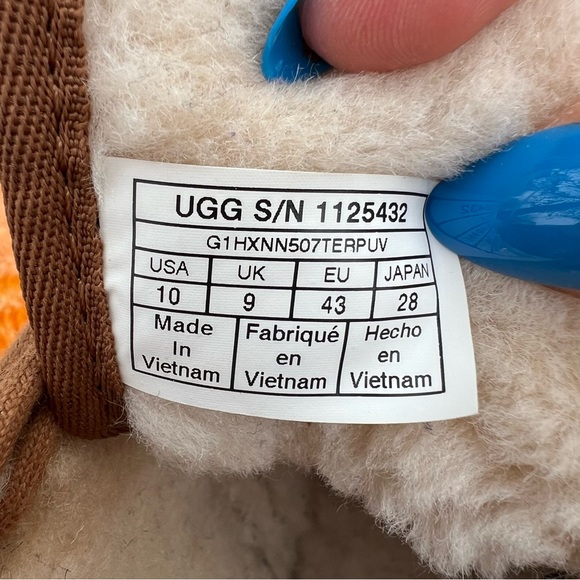 UGG S/N 1125432
G1HXNN507TERPUV
USA UK EU JAPAN
10 9 43 28
Made In Vietnam
Fabriqué en Vietnam
Hecho en Vietnam